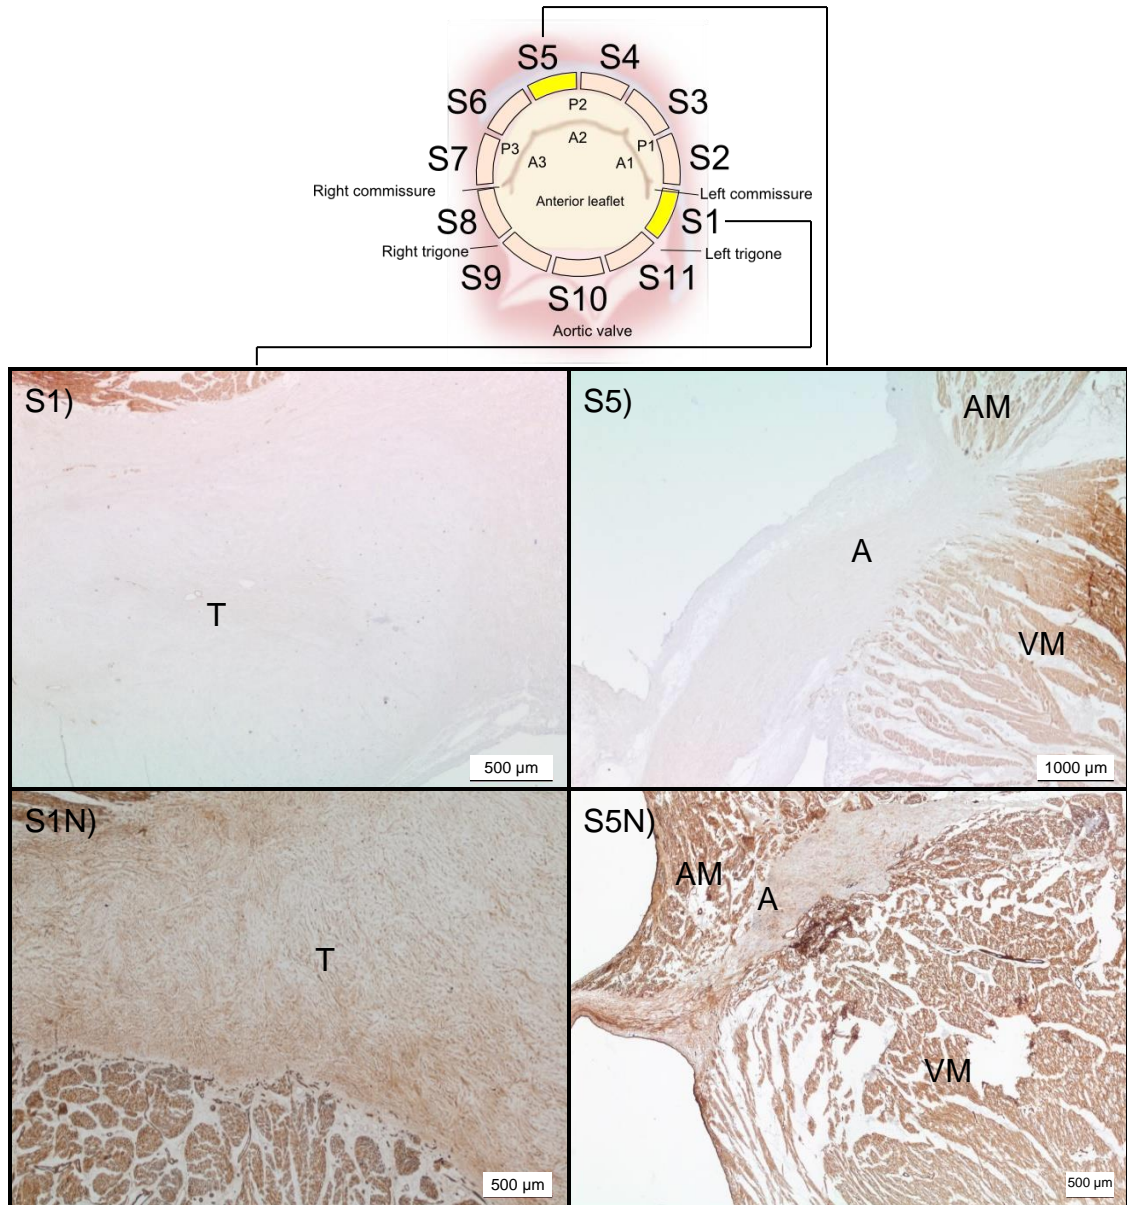 S5
S4
S6
S3
P2
A2
P3
P1
S7
S2
A3
A1
Right commissure
Left commissure
Anterior leaflet
S8
S1
Right trigone
Left trigone
S9
S11
S10
Aortic valve
S1)
T
500 µm
S5)
AM
A
VM
1000 µm
S1N)
T
500 µm
S5N)
AM
A
VM
500 µm